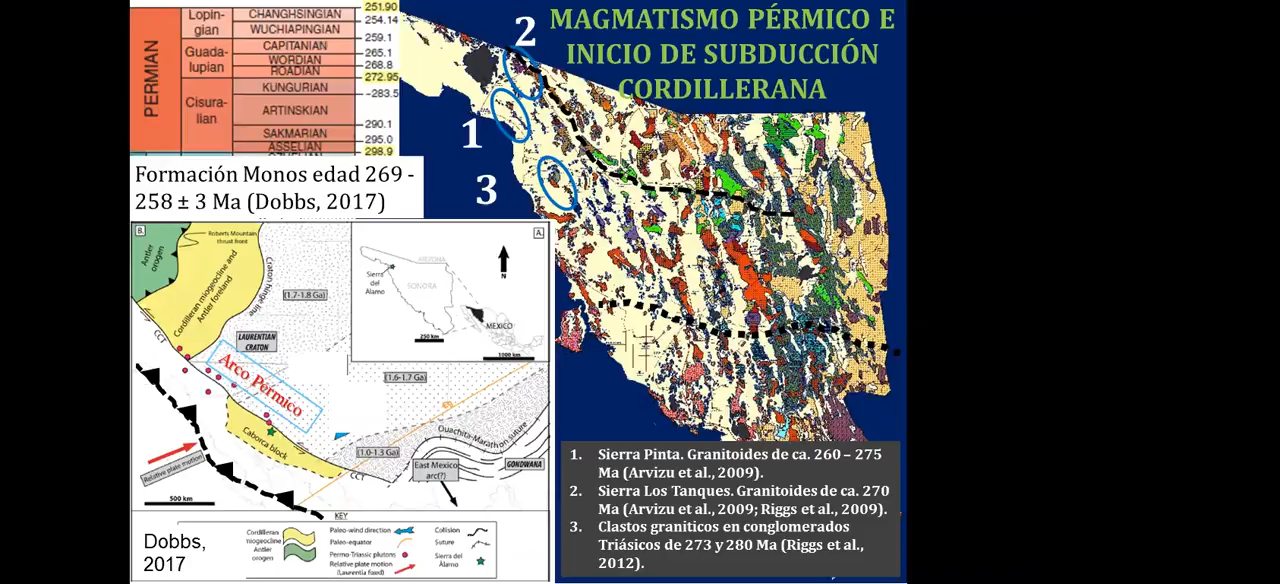 MAGMATISMO PÉRMICO E
INICIO DE SUBDUCCIÓN
CORDILLERANA
PERMIAN
Lopin-
gian
Guada-
lupian
Cisura-
lian
CHANGHSINGIAN
WUCHIAPINGIAN
CAPITANIAN
WORDIAN
ROADIAN
KUNGURIAN
ARTINSKIAN
SAKMARIAN
ASSELIAN
251.90
254.14
259.1
265.1
268.8
272.95
~283.5
290.1
295.0
298.9
2
1
3
Formación Monos edad 269 -
258 ± 3 Ma (Dobbs, 2017)
B.
Antler
orogen
Roberts Mountain
thrust front
Cordilleran miogeocline and
Antler foreland
Craton hinge line
(1.7-1.8 Ga)
LAURENTIAN
CRATON
CCT
Arco Pérmico
(1.6-1.7 Ga)
Caborca block
(1.0-1.3 Ga)
CCT
Ouachita-Marathon suture
East Mexico
arc(?)
GONDWANA
Relative plate motion
500 km
A.
ARIZONA
SONORA
Sierra
del
Álamo
N
MEXICO
250 km
1000 km
KEY
Cordilleran
miogeocline
Antler
orogen
Paleo-wind direction
Paleo-equator
Permo-Triassic plutons
Relative plate motion
(Laurentia fixed)
Collision
Suture
Sierra del
Álamo
Dobbs,
2017
1. Sierra Pinta. Granitoides de ca. 260 – 275
Ma (Arvizu et al., 2009).
2. Sierra Los Tanques. Granitoides de ca. 270
Ma (Arvizu et al., 2009; Riggs et al., 2009).
3. Clastos graniticos en conglomerados
Triásicos de 273 y 280 Ma (Riggs et al.,
2012).